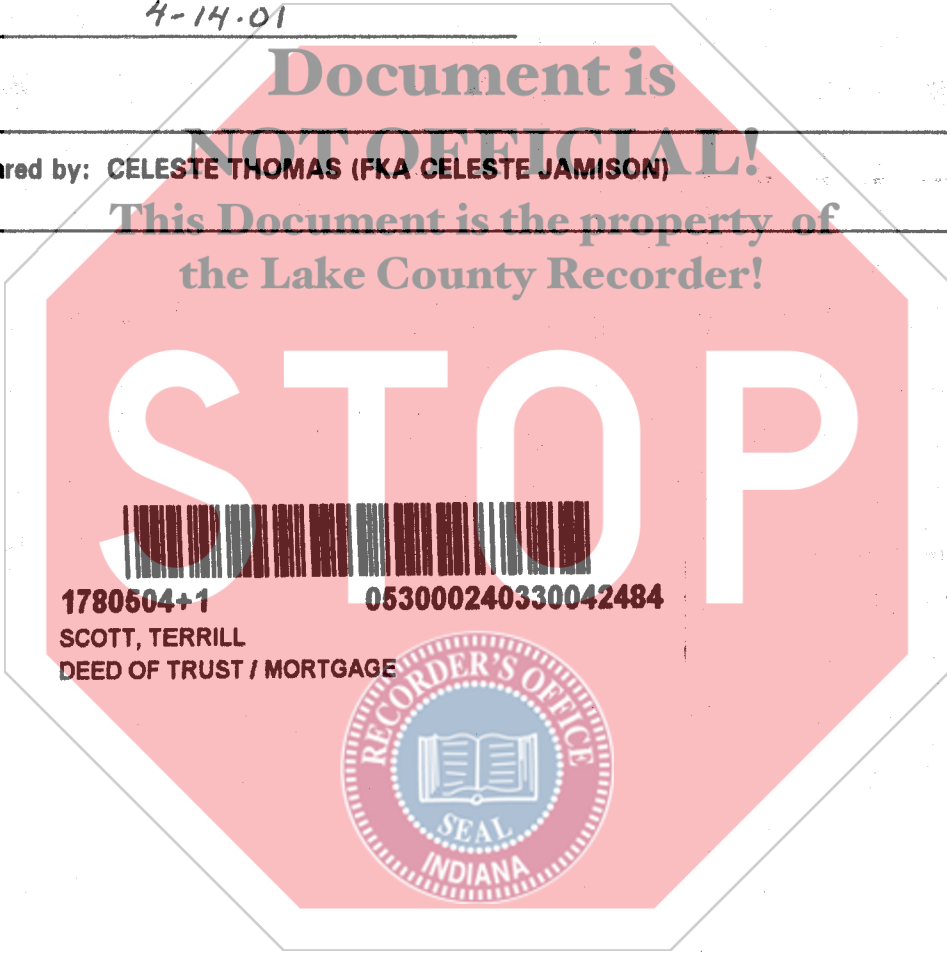 4-14-01
Document is
NOT OFFICIAL!
ared by: CELESTE THOMAS (FKA CELESTE JAMISON)
This Document is the property of
the Lake County Recorder!
STOP
1780504+1 053000240330042484
SCOTT, TERRILL
DEED OF TRUST / MORTGAGE
RECORDER'S OFFICE
SEAL
INDIANA